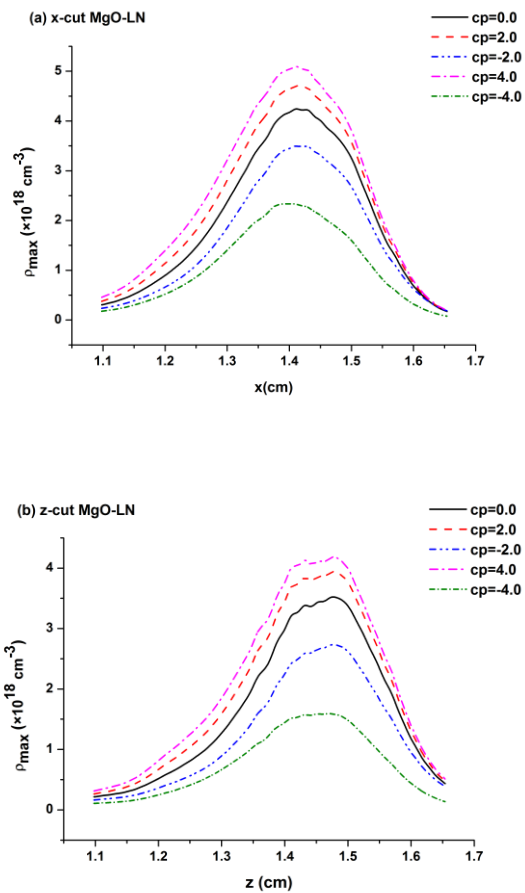 (a) x-cut MgO-LN
cp=0.0
cp=2.0
cp=-2.0
cp=4.0
cp=-4.0
5
4
3
2
1
0
ρmax (×10^18 cm^-3)
1.1 1.2 1.3 1.4 1.5 1.6 1.7
x(cm)
(b) z-cut MgO-LN
cp=0.0
cp=2.0
cp=-2.0
cp=4.0
cp=-4.0
4
3
2
1
0
ρmax (×10^18 cm^-3)
1.1 1.2 1.3 1.4 1.5 1.6 1.7
z (cm)